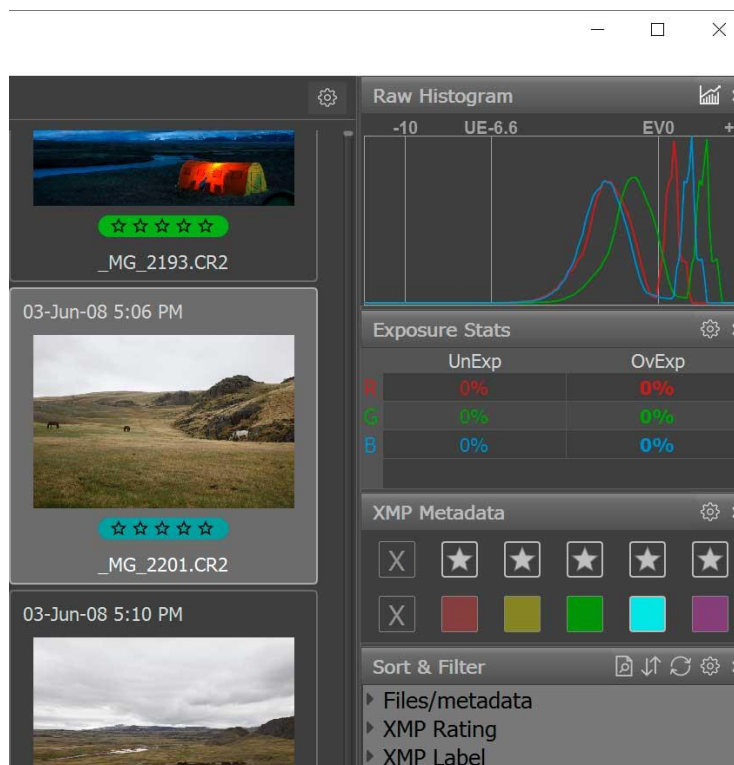 _MG_2193.CR2
03-Jun-08 5:06 PM
_MG_2201.CR2
03-Jun-08 5:10 PM
Raw Histogram
-10 UE-6.6 EV0 +
Exposure Stats
UnExp OvExp
R 0% 0%
G 0% 0%
B 0% 0%
XMP Metadata
X
X
Sort & Filter
Files/metadata
XMP Rating
XMP Label